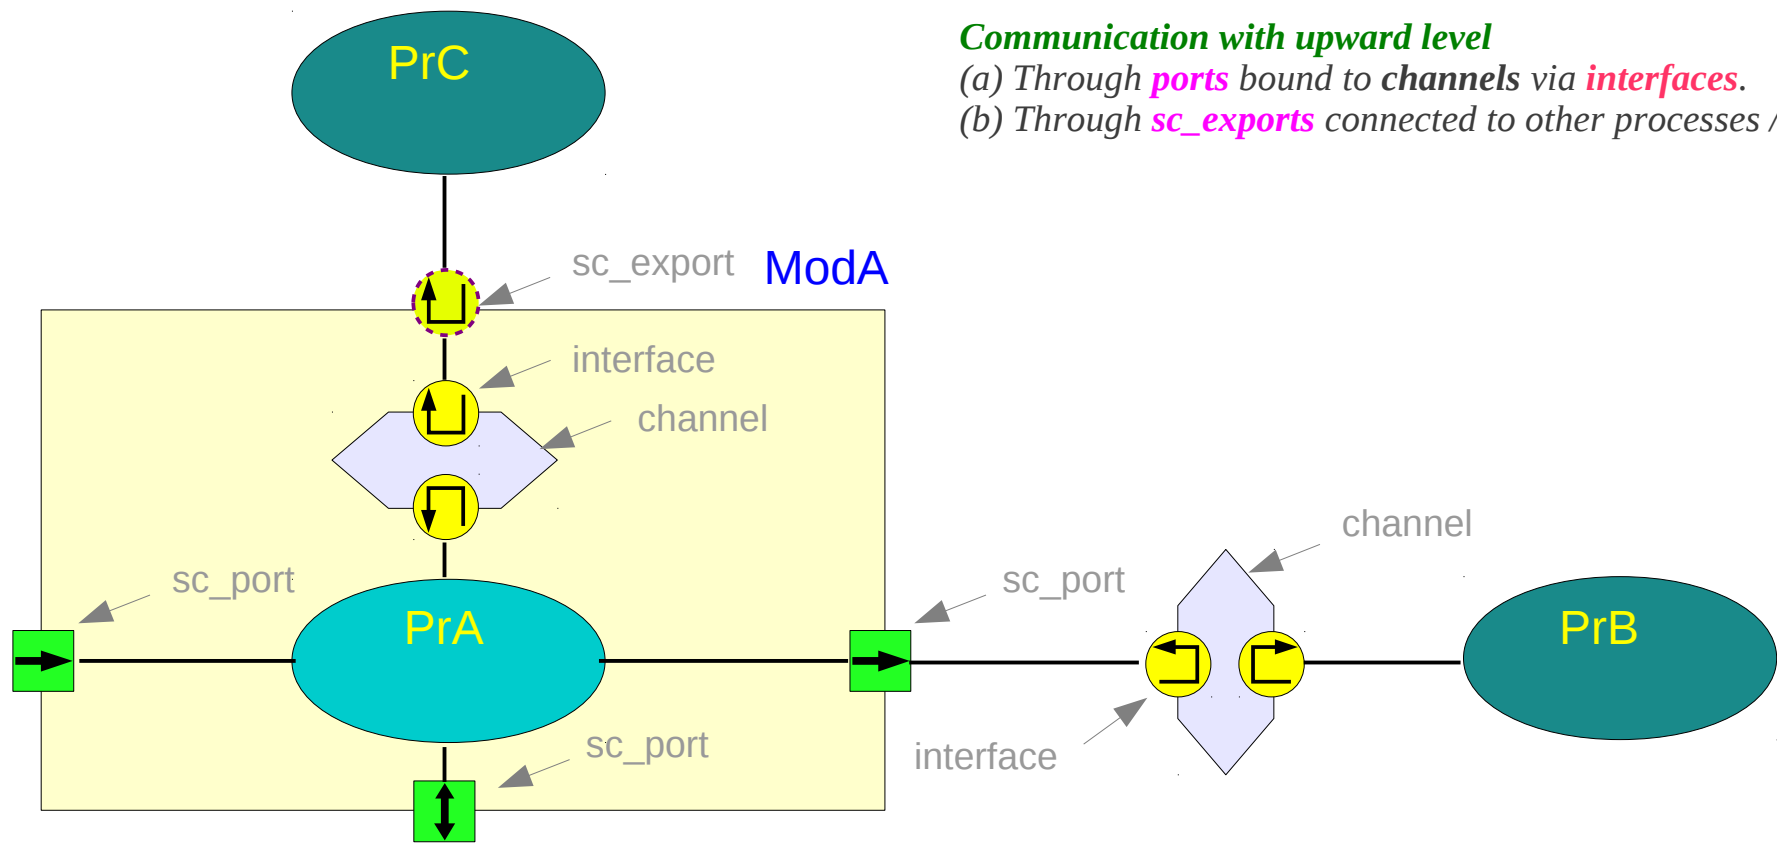 PrC
Communication with upward level
(a) Through ports bound to channels via interfaces.
(b) Through sc_exports connected to other processes /
sc_export
ModA
interface
channel
channel
sc_port
sc_port
PrA
PrB
sc_port
interface